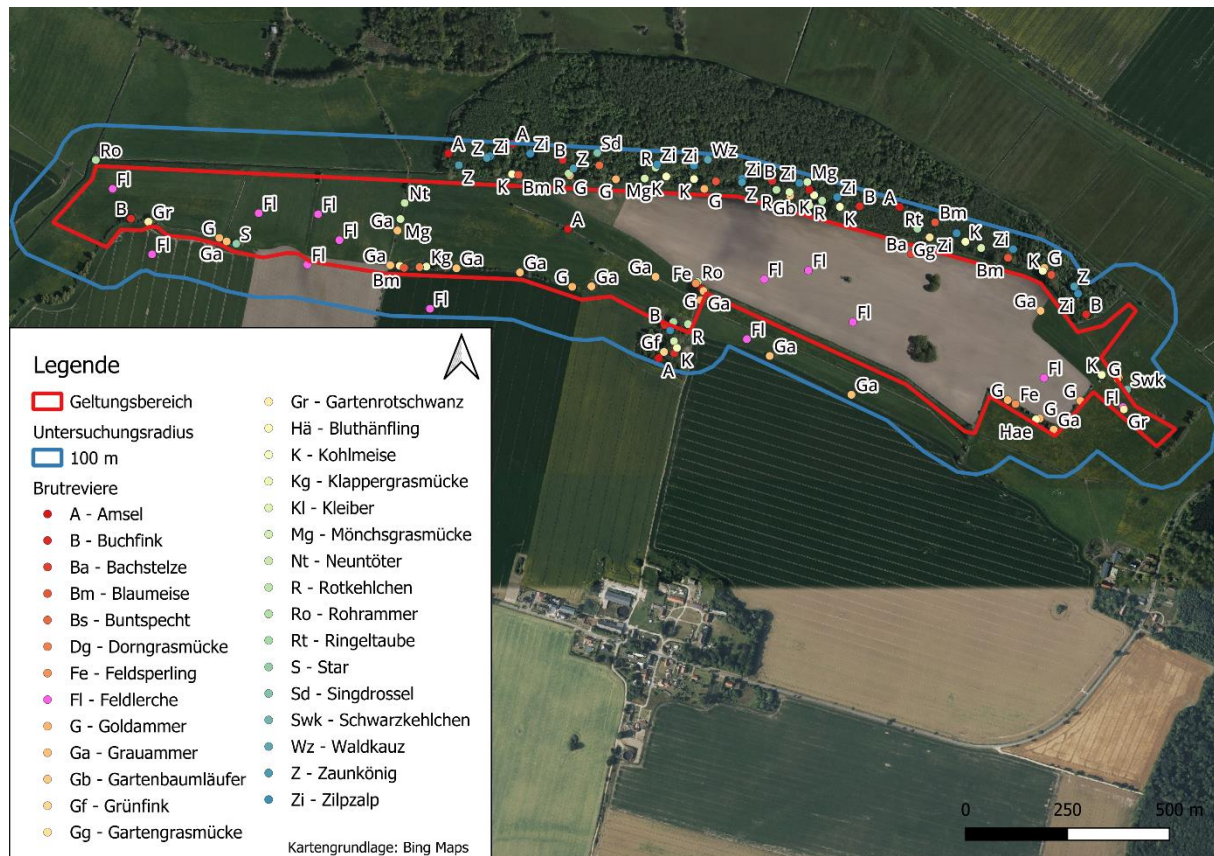 A
Z
Zi
A
Zi
B
Z
Sd
R
Zi
Zi
Wz
Zi
B
Zi
Mg
Ro
Z
K
Bm
R
G
G
Mg
K
K
G
Z
R
Gb
K
R
Zi
K
B
A
Rt
Bm
Fl
B
Gr
Fl
Fl
Nt
Ga
Mg
A
Ba
Gg
Zi
K
Bm
Zi
K
G
Z
G
Ga
S
Fl
Fl
Fl
Ga
Bm
Kg
Ga
Ga
G
Ga
Ga
Fe
Ro
G
Ga
Fl
Fl
Ga
Zi
B
Fl
B
R
Gf
A
K
Fl
Ga
Fl
Ga
G
Fe
Fl
G
G
Hae
Ga
K
G
Swk
Fl
Gr
Legende
Geltungsbereich
Untersuchungsradius
100 m
Brutreviere
A - Amsel
B - Buchfink
Ba - Bachstelze
Bm - Blaumeise
Bs - Buntspecht
Dg - Dorngrasmücke
Fe - Feldsperling
Fl - Feldlerche
G - Goldammer
Ga - Grauammer
Gb - Gartenbaumläufer
Gf - Grünfink
Gg - Gartengrasmücke
Gr - Gartenrotschwanz
Hä - Bluthänfling
K - Kohlmeise
Kg - Klappergrasmücke
Kl - Kleiber
Mg - Mönchsgrasmücke
Nt - Neuntöter
R - Rotkehlchen
Ro - Rohrammer
Rt - Ringeltaube
S - Star
Sd - Singdrossel
Swk - Schwarzkehlchen
Wz - Waldkauz
Z - Zaunkönig
Zi - Zilpzalp
Kartengrundlage: Bing Maps
0 250 500 m